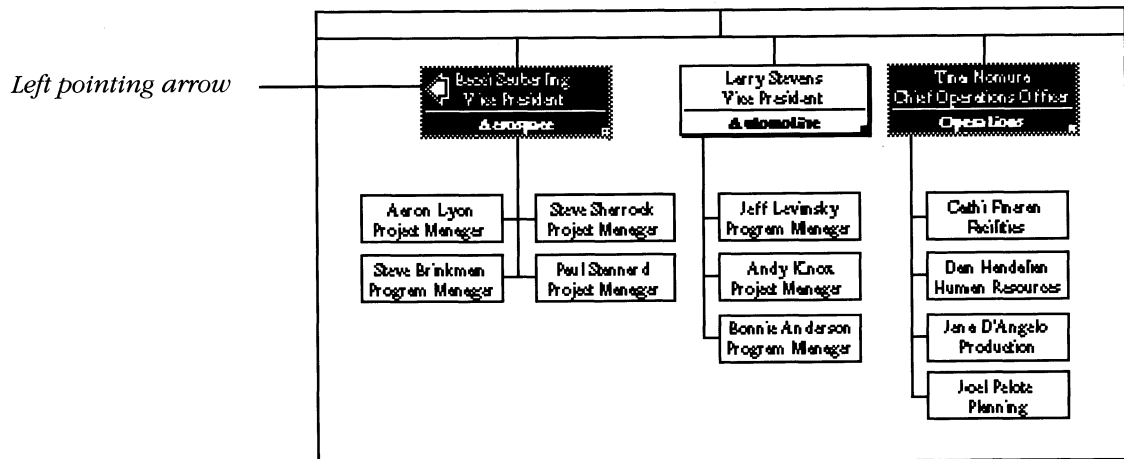 Left pointing arrow
Vice President
Aerospace
Larry Stevens
Vice President
Automotive
Tina Nomura
Chief Operations Officer
Operations
Aaron Lyon
Project Manager
Steve Sherrock
Project Manager
Steve Brinkman
Program Manager
Paul Stannard
Project Manager
Jeff Levinsky
Program Manager
Andy Knox
Project Manager
Bonnie Anderson
Program Manager
Cathi Fineran
Facilities
Dan Handalian
Human Resources
Jane D'Angelo
Production
Joel Pelote
Planning